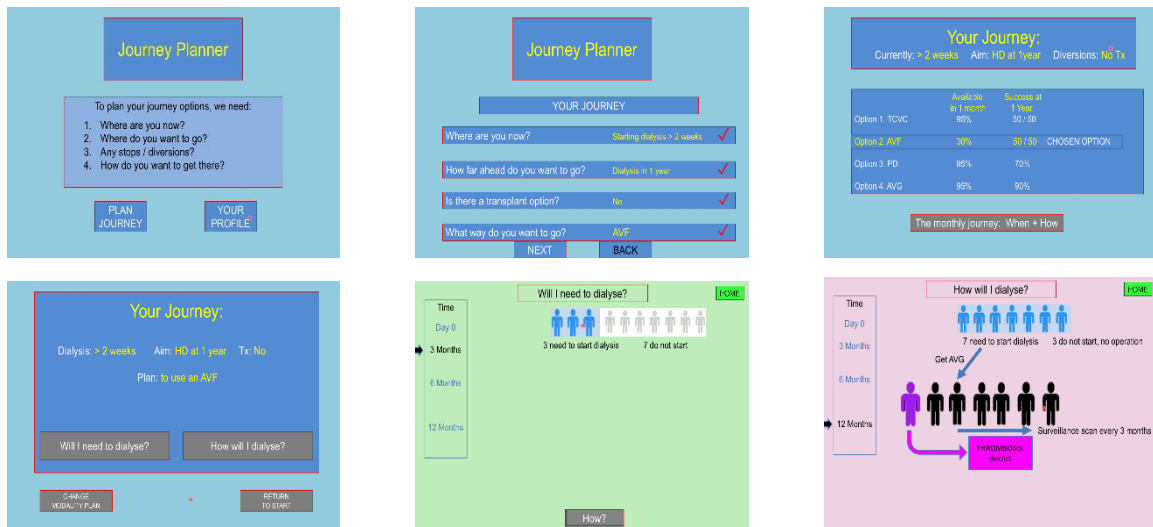 Journey Planner
To plan your journey options, we need:
1. Where are you now?
2. Where do you want to go?
3. Any stops / diversions?
4. How do you want to get there?
PLAN JOURNEY
YOUR PROFILE
Journey Planner
YOUR JOURNEY
Where are you now? Starting dialysis > 2 weeks ✓
How far ahead do you want to go? Dialysis in 1 year ✓
Is there a transplant option? No ✓
What way do you want to go? AVF ✓
NEXT BACK
Your Journey:
Currently: > 2 weeks Aim: HD at 1year Diversions: No Tx
Available in 1 month Success at 1 Year
Option 1. TCVC 95% 50 / 50
Option 2. AVF 30% 50 / 50 CHOSEN OPTION
Option 3. PD 95% 70%
Option 4. AVG 95% 90%
The monthly journey: When + How
Your Journey:
Dialysis: > 2 weeks Aim: HD at 1 year Tx: No
Plan: to use an AVF
Will I need to dialyse? How will I dialyse?
CHANGE MODALITY PLAN
RETURN TO START
Will I need to dialyse?
HOME
Time
Day 0
3 Months
6 Months
12 Months
3 need to start dialysis 7 do not start
How?
How will I dialyse?
HOME
Time
Day 0
3 Months
6 Months
12 Months
7 need to start dialysis 3 do not start, no operation
Get AVG
Surveillance scan every 3 months
THROMBOSIS:
declot